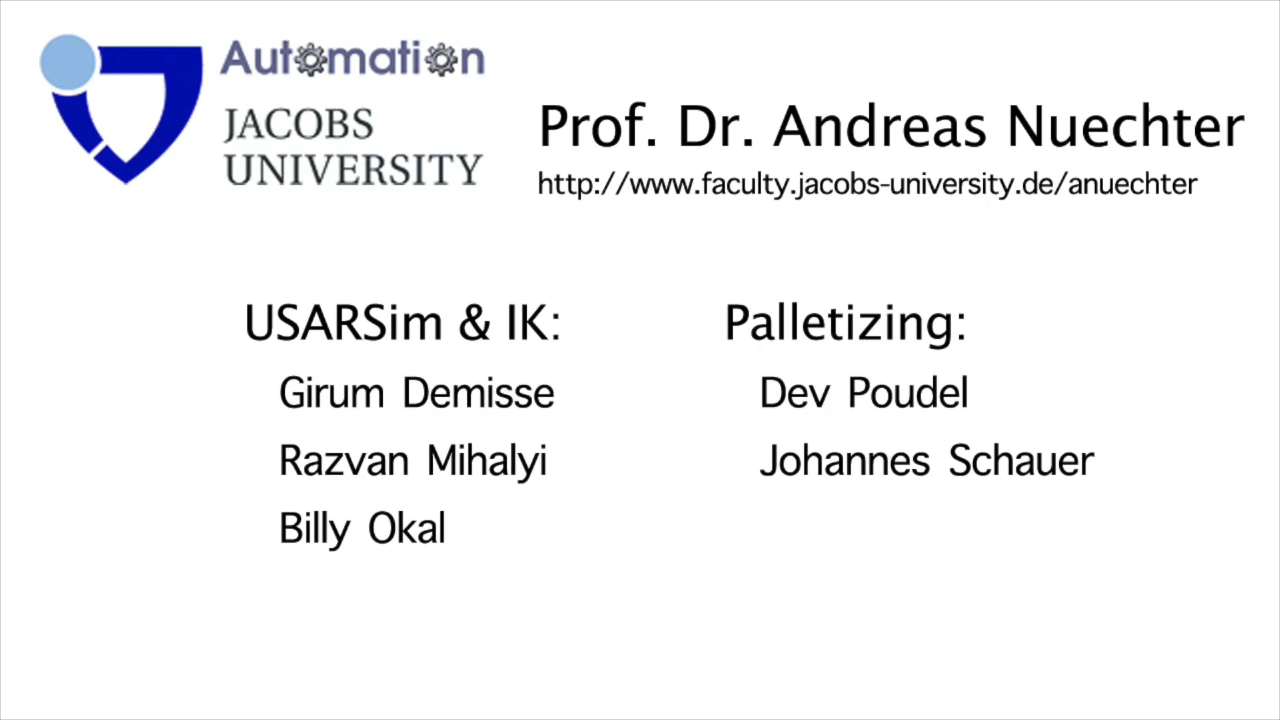 Automation
JACOBS
UNIVERSITY
Prof. Dr. Andreas Nuechter
http://www.faculty.jacobs-university.de/anuechter
USARSim & IK:
Girum Demisse
Razvan Mihalyi
Billy Okal
Palletizing:
Dev Poudel
Johannes Schauer